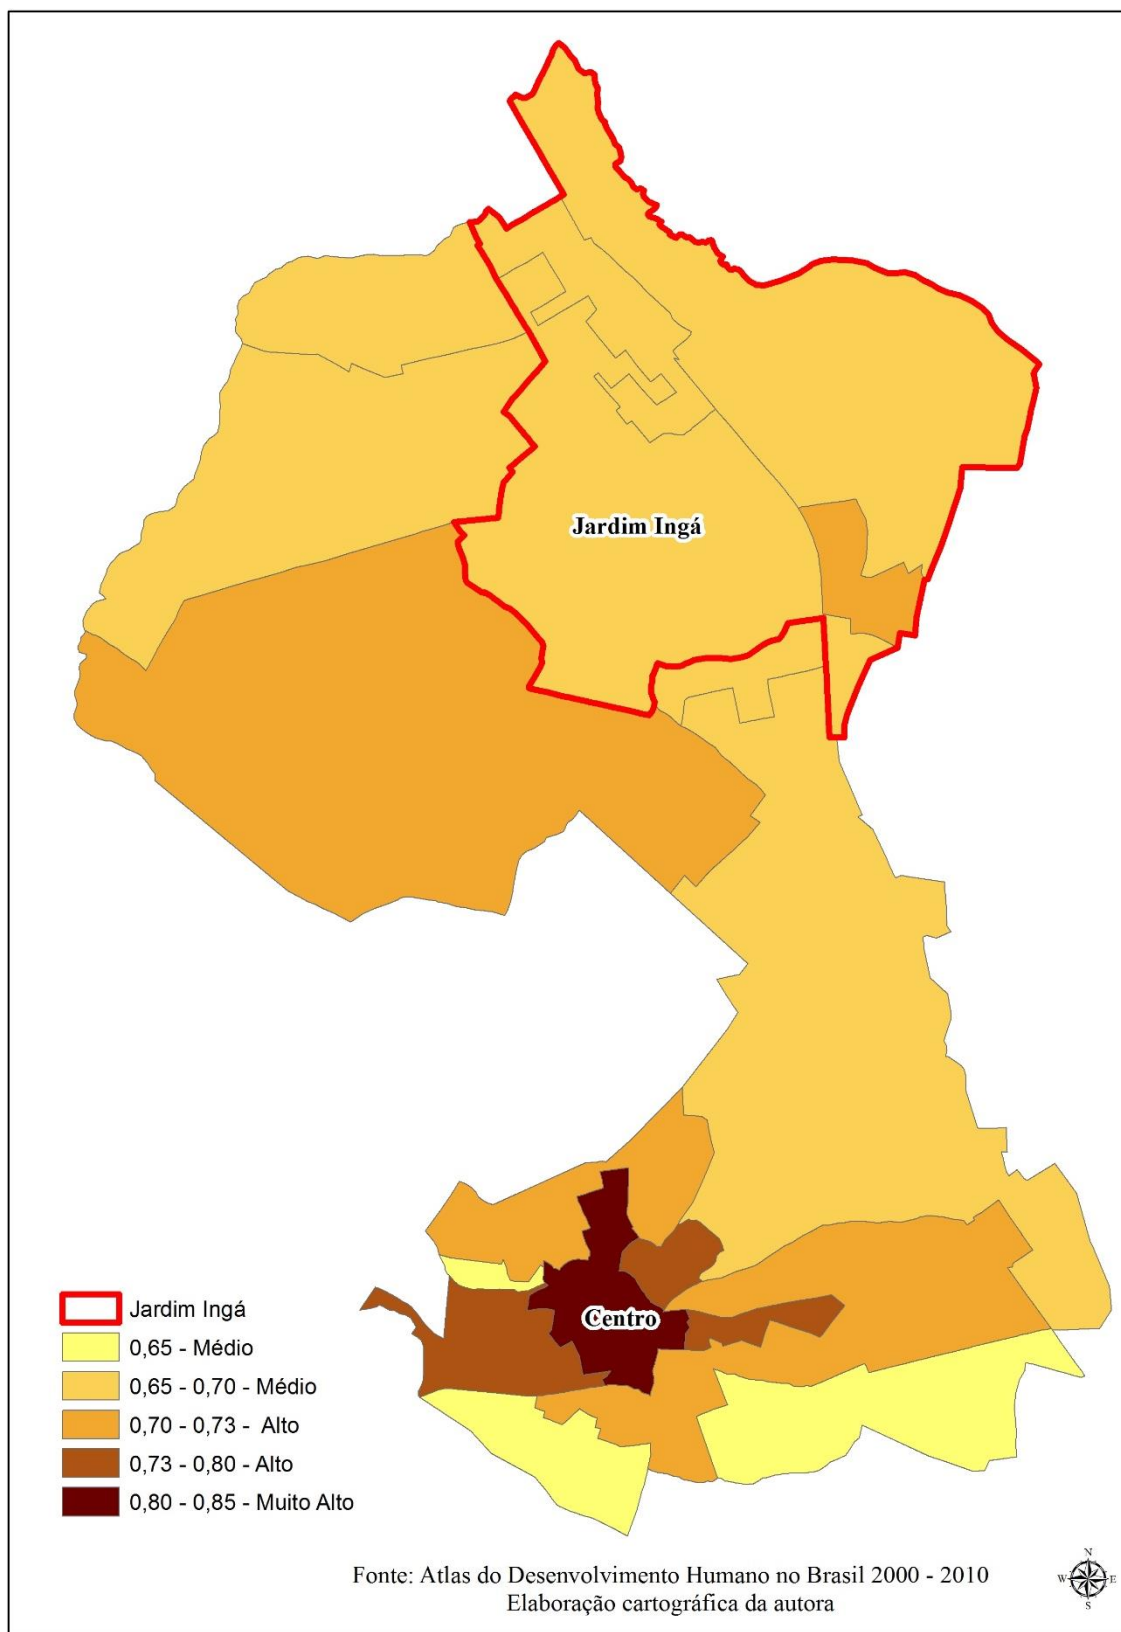 Jardim Ingá
Centro
Jardim Ingá
0,65 - Médio
0,65 - 0,70 - Médio
0,70 - 0,73 - Alto
0,73 - 0,80 - Alto
0,80 - 0,85 - Muito Alto
Fonte: Atlas do Desenvolvimento Humano no Brasil 2000 - 2010
Elaboração cartográfica da autora
N
W E
S